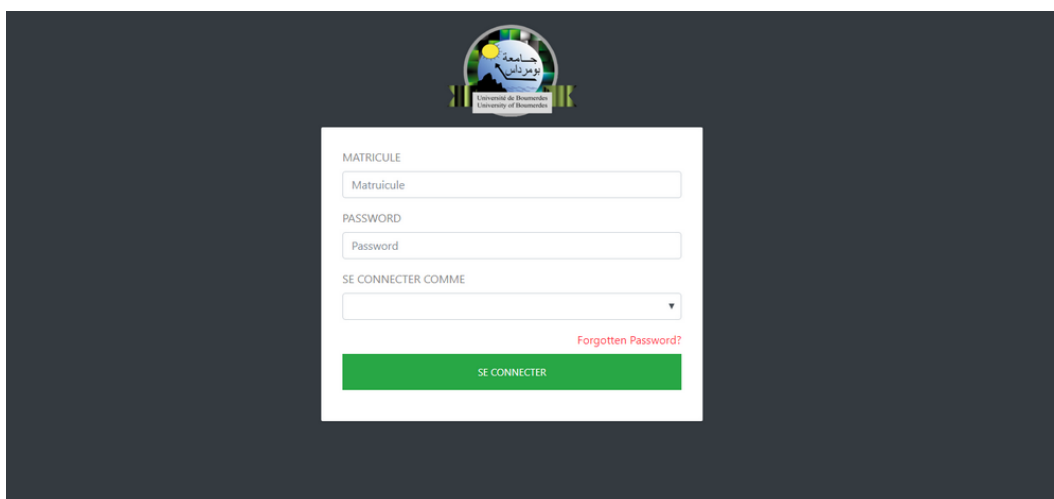 جامعة
بومرداس
Université de Boumerdes
University of Boumerdes
MATRICULE
Matruicule
PASSWORD
Password
SE CONNECTER COMME
Forgotten Password?
SE CONNECTER